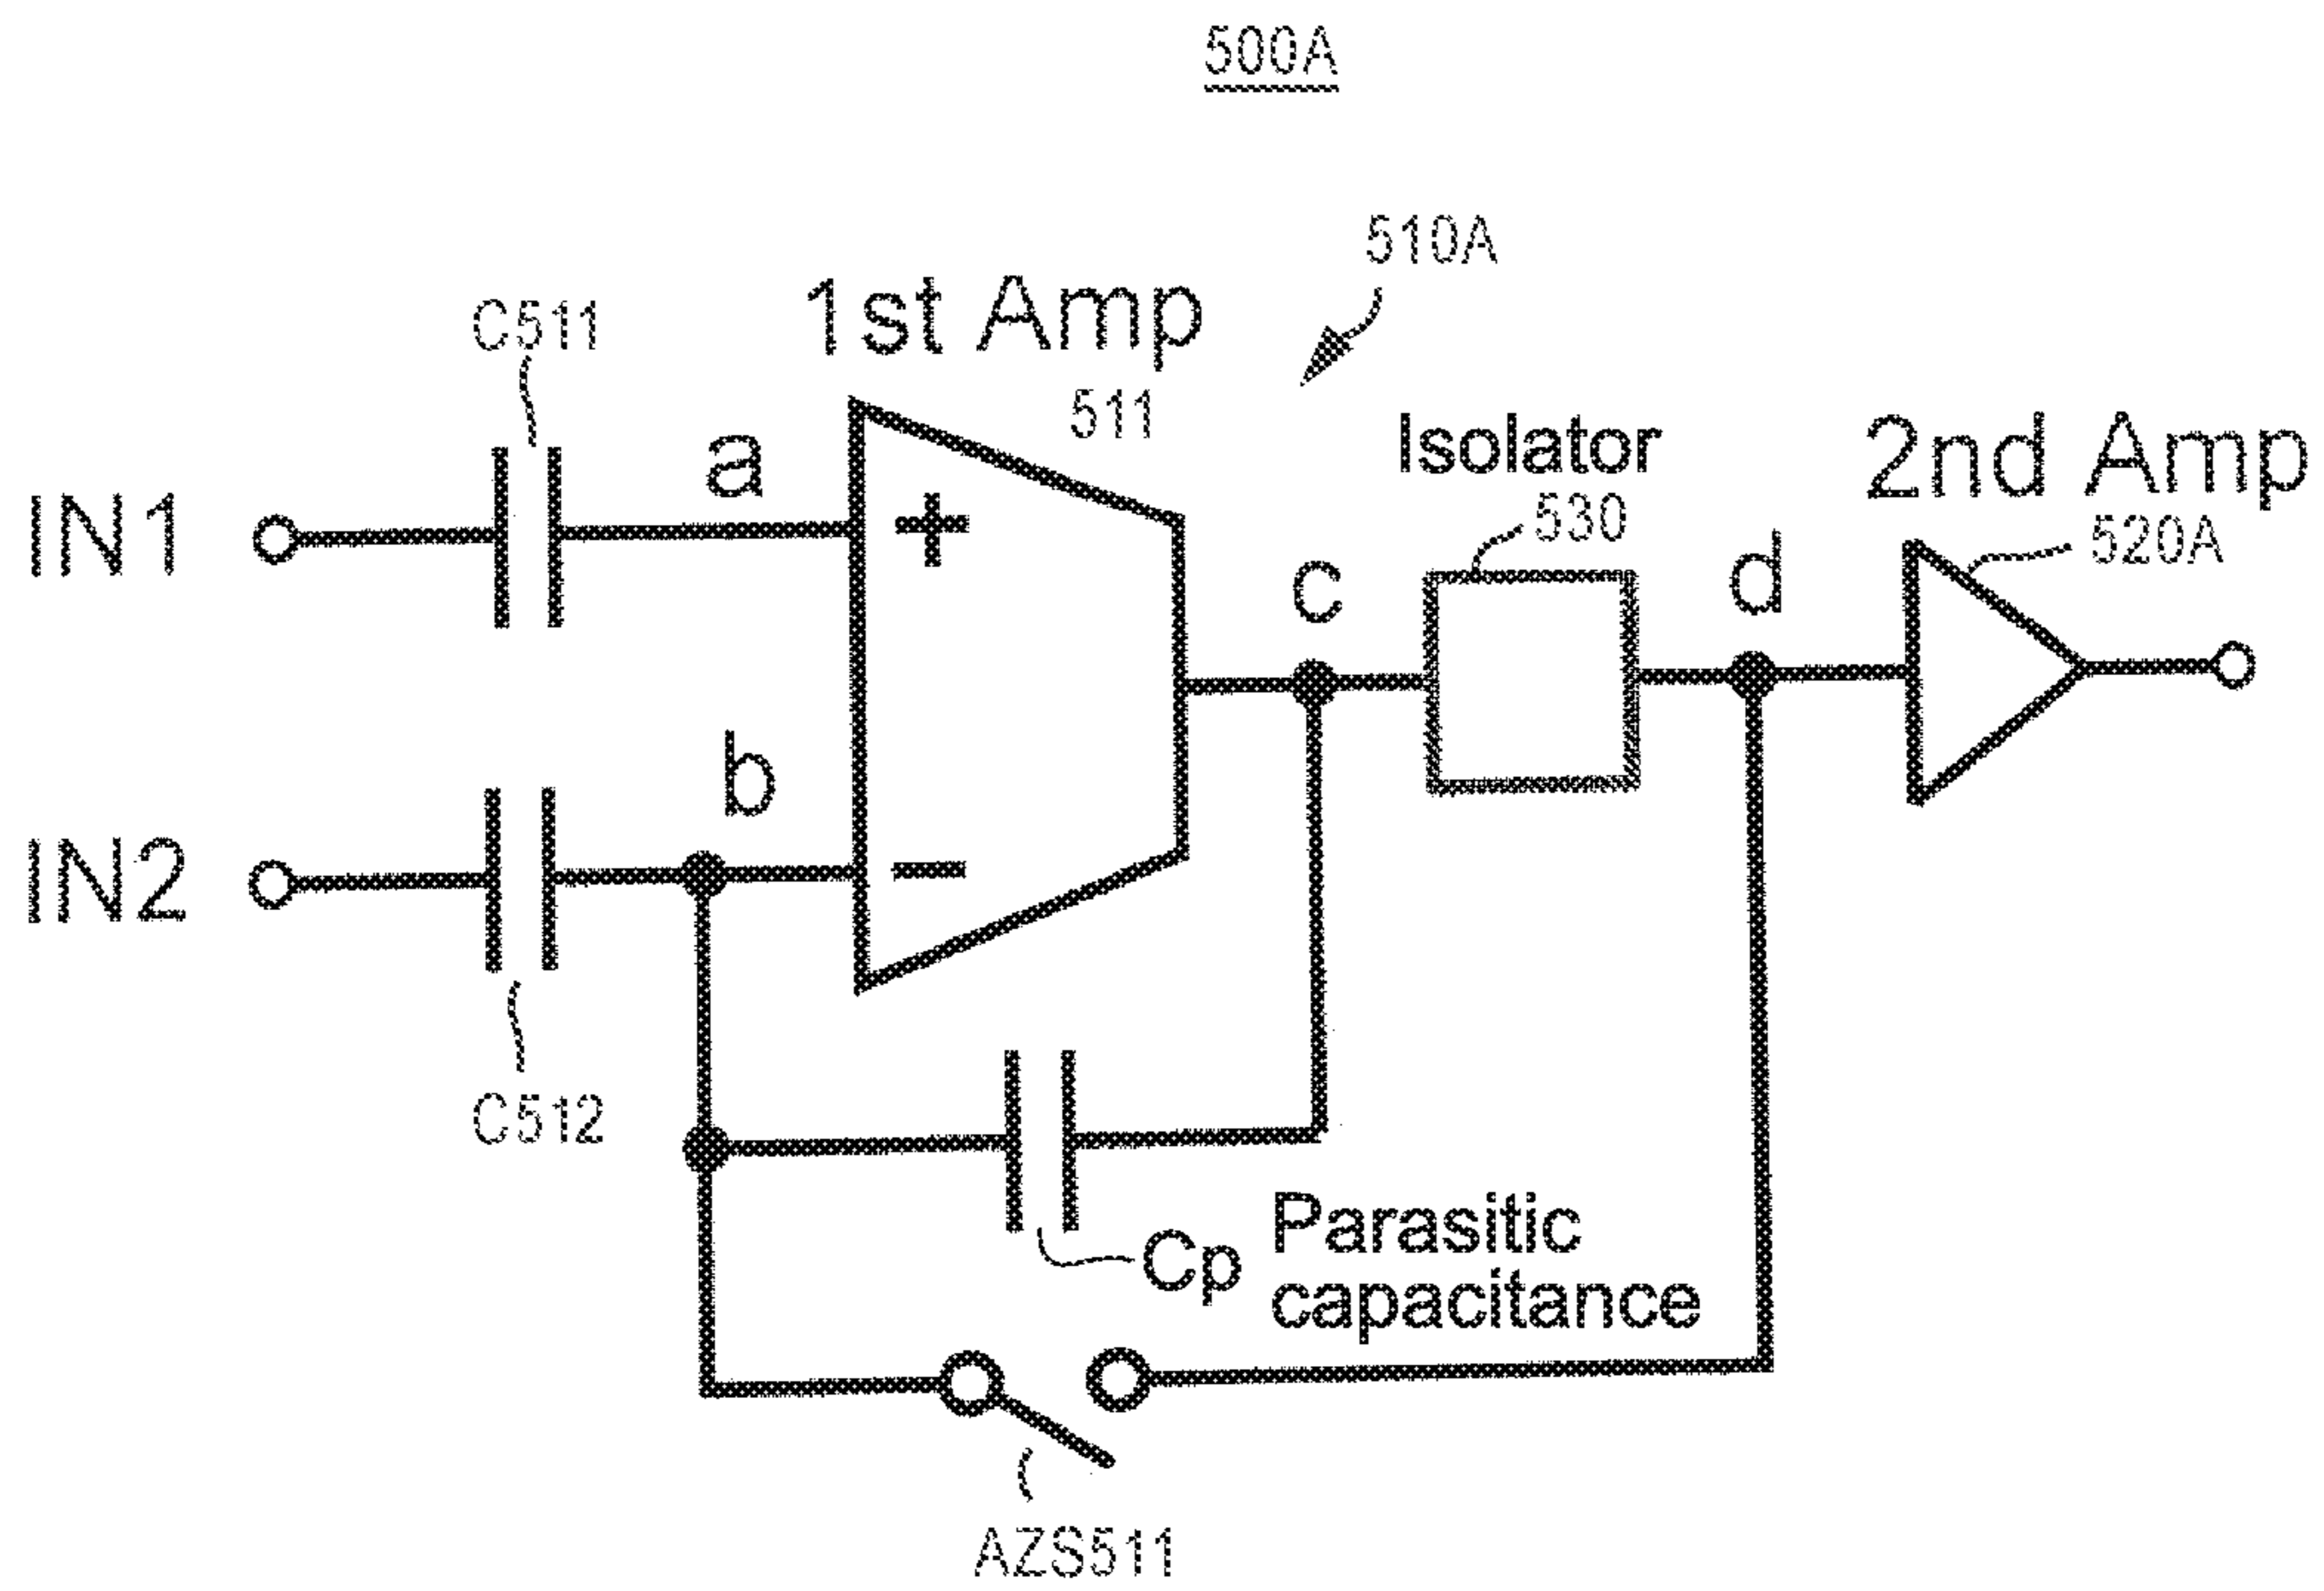 500A
510A
C511
1st Amp
511
Isolator
530
2nd Amp
520A
IN1
a
+
c
d
IN2
b
−
C512
Cp
Parasitic
capacitance
AZS511